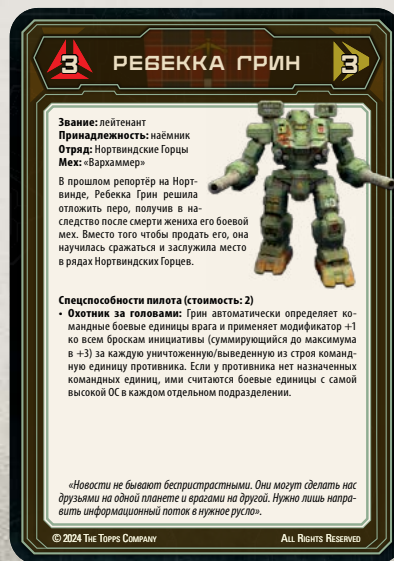 3 РЕБЕККА ГРИН 3
Звание: лейтенант
Принадлежность: наёмник
Отряд: Нортвиндские Горцы
Мех: «Вархаммер»
В прошлом репортёр на Норт-
винде, Ребекка Грин решила
отложить перо, получив в на-
следство после смерти жениха его боевой
мех. Вместо того чтобы продать его, она
научилась сражаться и заслужила место
в рядах Нортвиндских Горцев.
Спецспособности пилота (стоимость: 2)
• Охотник за головами: Грин автоматически определяет ко-
мандные боевые единицы врага и применяет модификатор +1
ко всем броскам инициативы (суммирующийся до максимума
в +3) за каждую уничтоженную/выведенную из строя команд-
ную единицу противника. Если у противника нет назначенных
командных единиц, ими считаются боевые единицы с самой
высокой ОС в каждом отдельном подразделении.
«Новости не бывают беспристрастными. Они могут сделать нас
друзьями на одной планете и врагами на другой. Нужно лишь напра-
вить информационный поток в нужное русло».
© 2024 THE TOPPS COMPANY ALL RIGHTS RESERVED